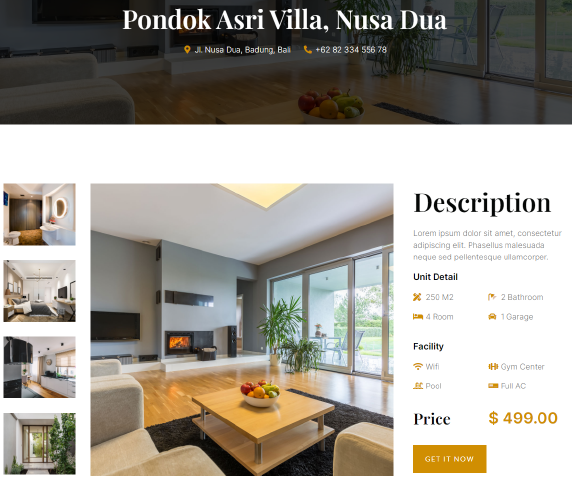 Pondok Asri Villa, Nusa Dua
Jl. Nusa Dua, Badung, Bali +62 82 334 556 78
Description
Lorem ipsum dolor sit amet, consectetur
adipiscing elit. Phasellus malesuada
neque sed pellentesque ullamcorper.
Unit Detail
250 M2 2 Bathroom
4 Room 1 Garage
Facility
Wifi Gym Center
Pool Full AC
Price $ 499.00
GET IT NOW